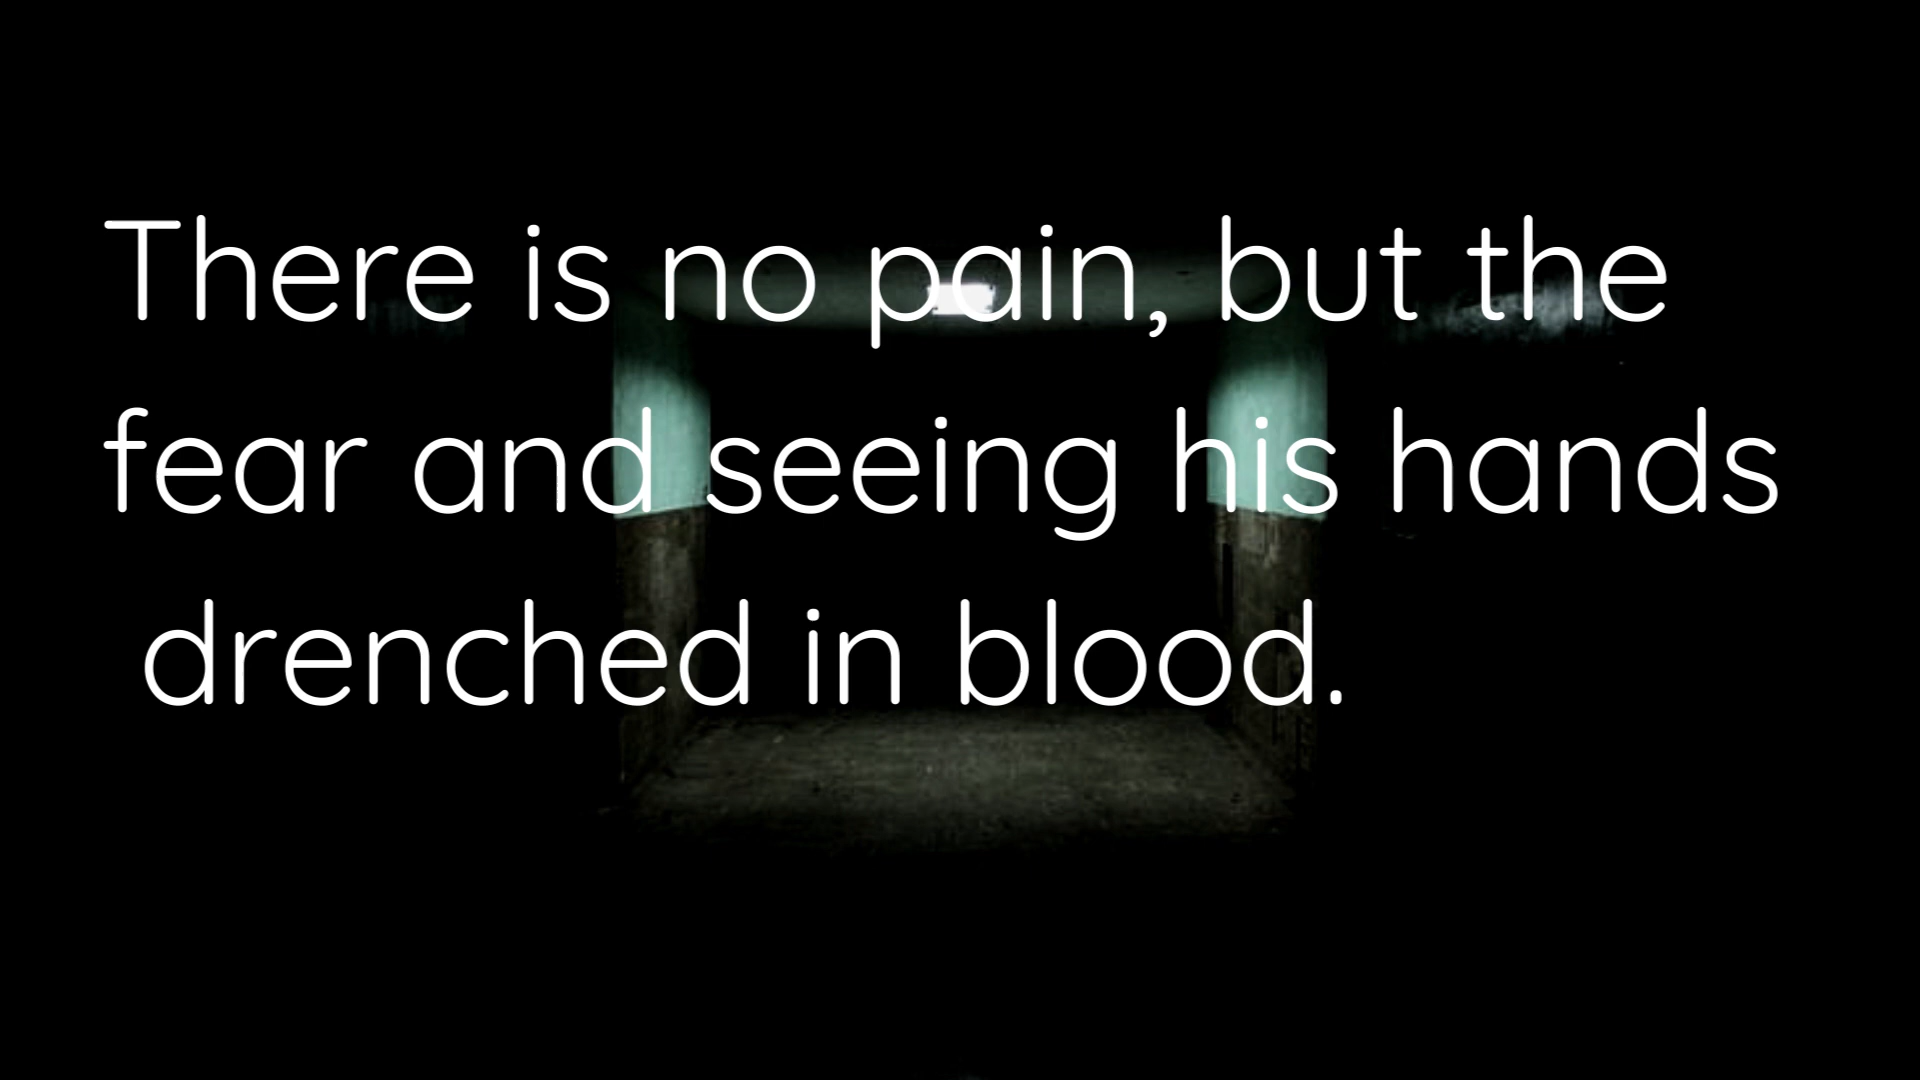 There is no pain, but the
fear and seeing his hands
drenched in blood.